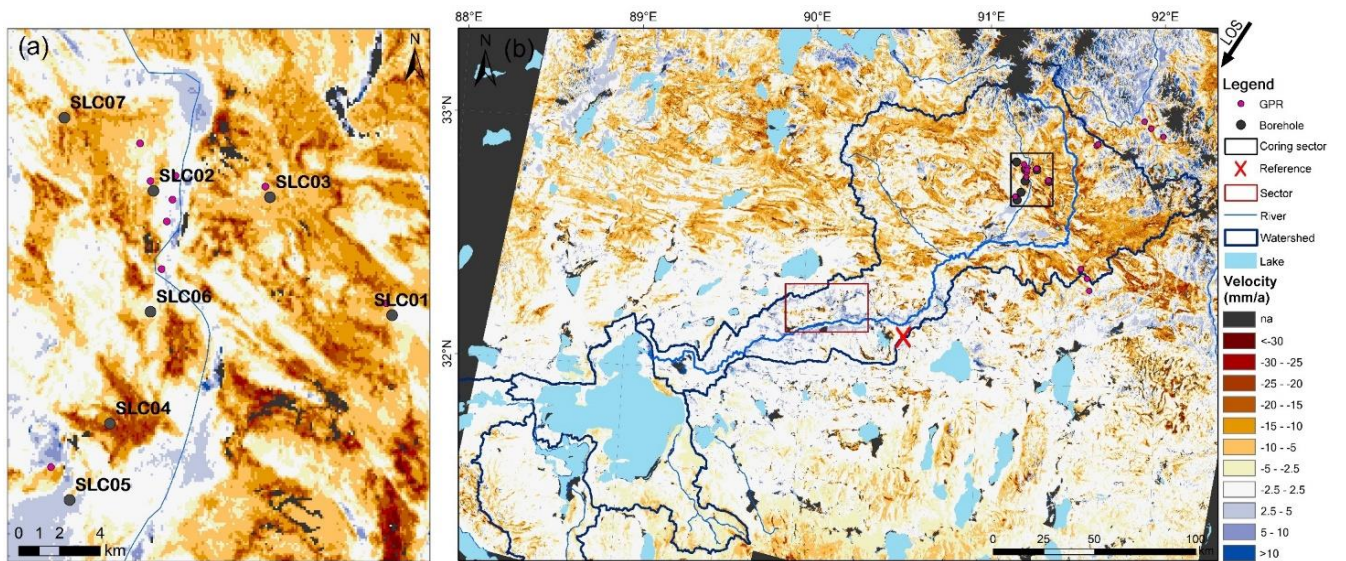 (a)
N
SLC07
SLC02
SLC03
SLC06
SLC01
SLC04
SLC05
0 1 2 4
km
88°E 89°E 90°E 91°E 92°E
(b)
N
33°N
32°N
0 25 50 100
km
LOS
Legend
GPR
Borehole
Coring sector
Reference
Sector
River
Watershed
Lake
Velocity
(mm/a)
na
<-30
-30 - -25
-25 - -20
-20 - -15
-15 - -10
-10 - -5
-5 - -2.5
-2.5 - 2.5
2.5 - 5
5 - 10
>10